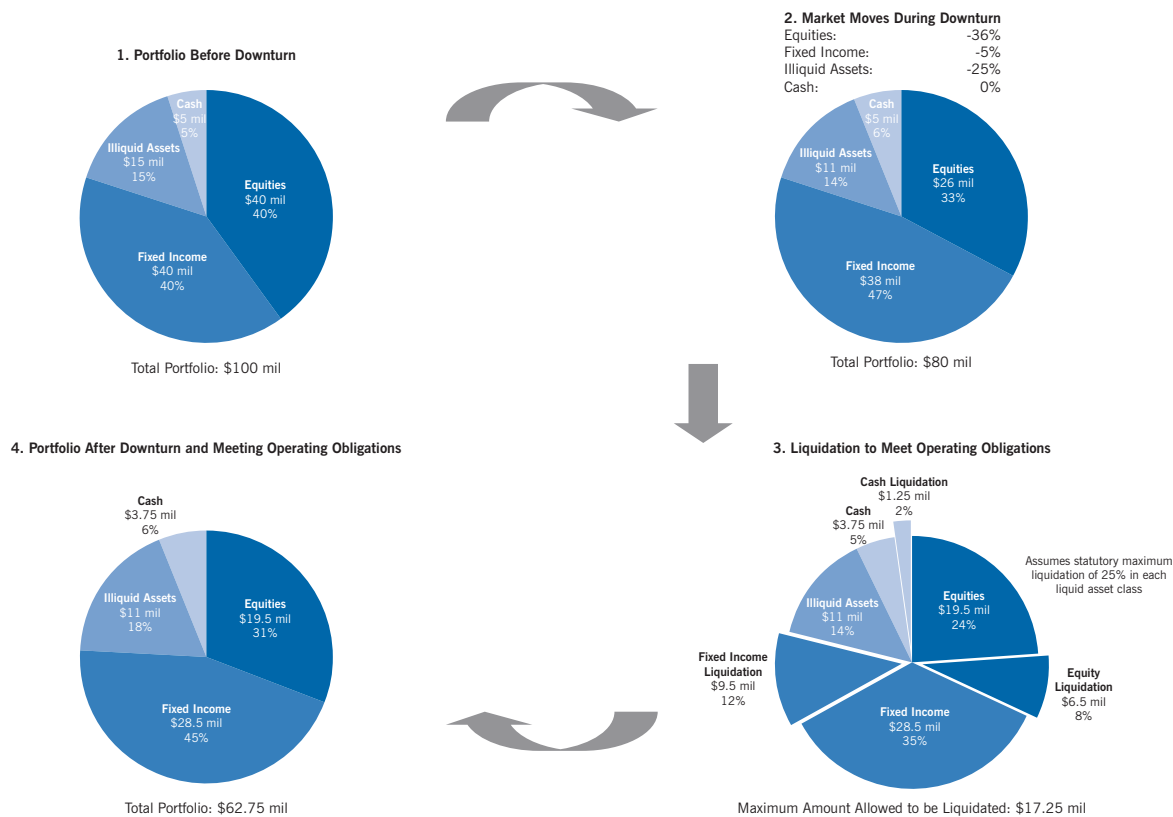 1. Portfolio Before Downturn
Cash
$5 mil
5%
Illiquid Assets
$15 mil
15%
Equities
$40 mil
40%
Fixed Income
$40 mil
40%
Total Portfolio: $100 mil
2. Market Moves During Downturn
Equities: -36%
Fixed Income: -5%
Illiquid Assets: -25%
Cash: 0%
Cash
$5 mil
6%
Illiquid Assets
$11 mil
14%
Equities
$26 mil
33%
Fixed Income
$38 mil
47%
Total Portfolio: $80 mil
3. Liquidation to Meet Operating Obligations
Cash Liquidation
$1.25 mil
2%
Cash
$3.75 mil
5%
Assumes statutory maximum
liquidation of 25% in each
liquid asset class
Illiquid Assets
$11 mil
14%
Equities
$19.5 mil
24%
Fixed Income
Liquidation
$9.5 mil
12%
Equity
Liquidation
$6.5 mil
8%
Fixed Income
$28.5 mil
35%
Maximum Amount Allowed to be Liquidated: $17.25 mil
4. Portfolio After Downturn and Meeting Operating Obligations
Cash
$3.75 mil
6%
Illiquid Assets
$11 mil
18%
Equities
$19.5 mil
31%
Fixed Income
$28.5 mil
45%
Total Portfolio: $62.75 mil